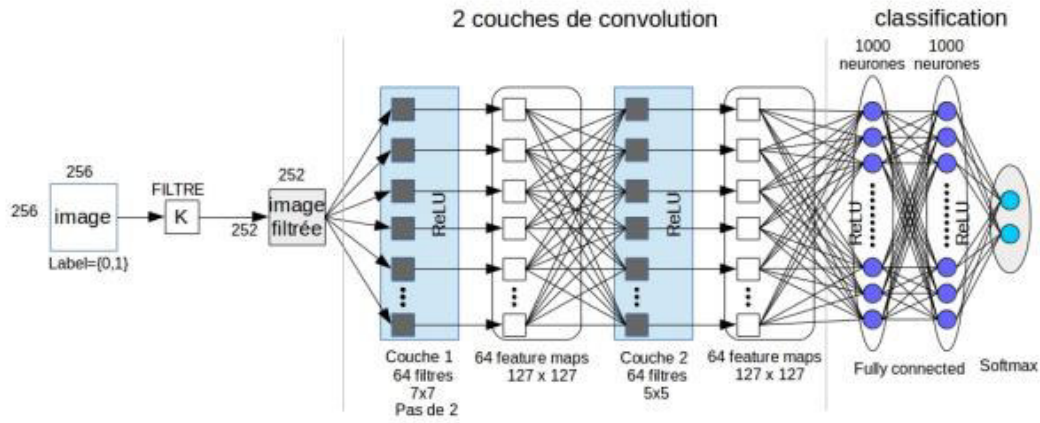 2 couches de convolution
classification
1000
neurones
1000
neurones
256
256
image
Label={0,1}
FILTRE
K
252
252
image
filtrée
ReLU
ReLU
ReLU
ReLU
Couche 1
64 filtres
7x7
Pas de 2
64 feature maps
127 x 127
Couche 2
64 filtres
5x5
64 feature maps
127 x 127
Fully connected
Softmax